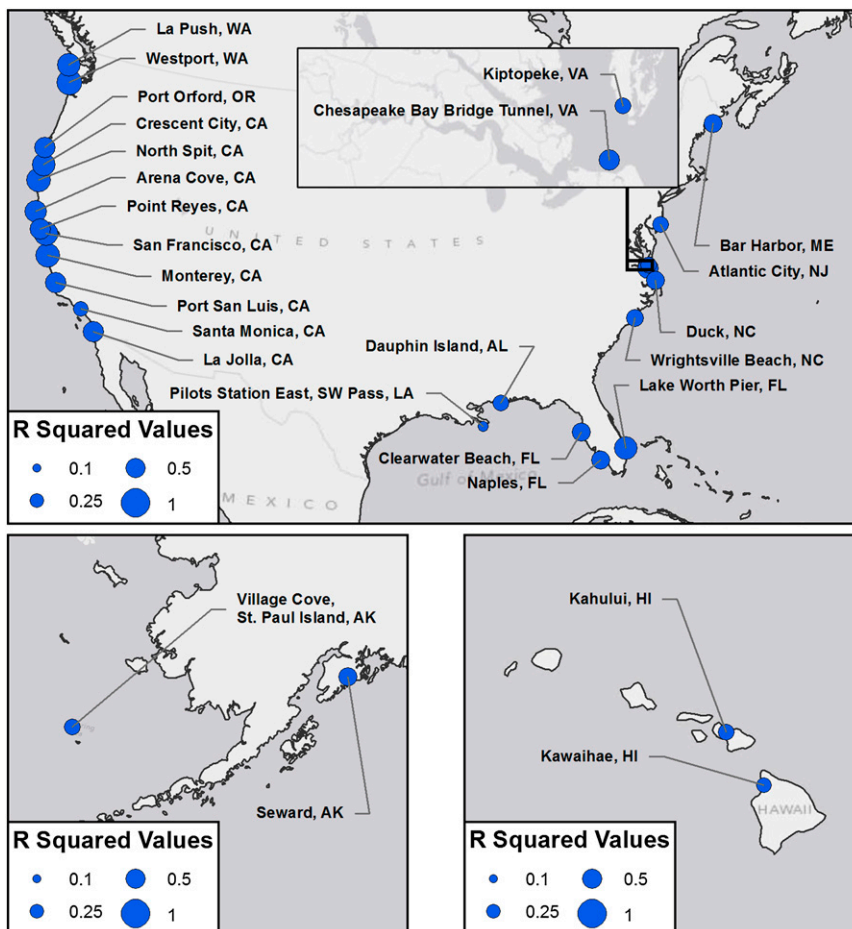 La Push, WA
Westport, WA
Port Orford, OR
Crescent City, CA
North Spit, CA
Arena Cove, CA
Point Reyes, CA
San Francisco, CA
Monterey, CA
Port San Luis, CA
Santa Monica, CA
La Jolla, CA
Kiptopeke, VA
Chesapeake Bay Bridge Tunnel, VA
UNITED STATES
Bar Harbor, ME
Atlantic City, NJ
Duck, NC
Wrightsville Beach, NC
Lake Worth Pier, FL
Dauphin Island, AL
Pilots Station East, SW Pass, LA
Clearwater Beach, FL
Gulf of Mexico
Naples, FL
MEXICO
R Squared Values
0.1 0.5
0.25 1
Village Cove,
St. Paul Island, AK
Seward, AK
R Squared Values
0.1 0.5
0.25 1
Kahului, HI
Kawaihae, HI
HAWAII
R Squared Values
0.1 0.5
0.25 1